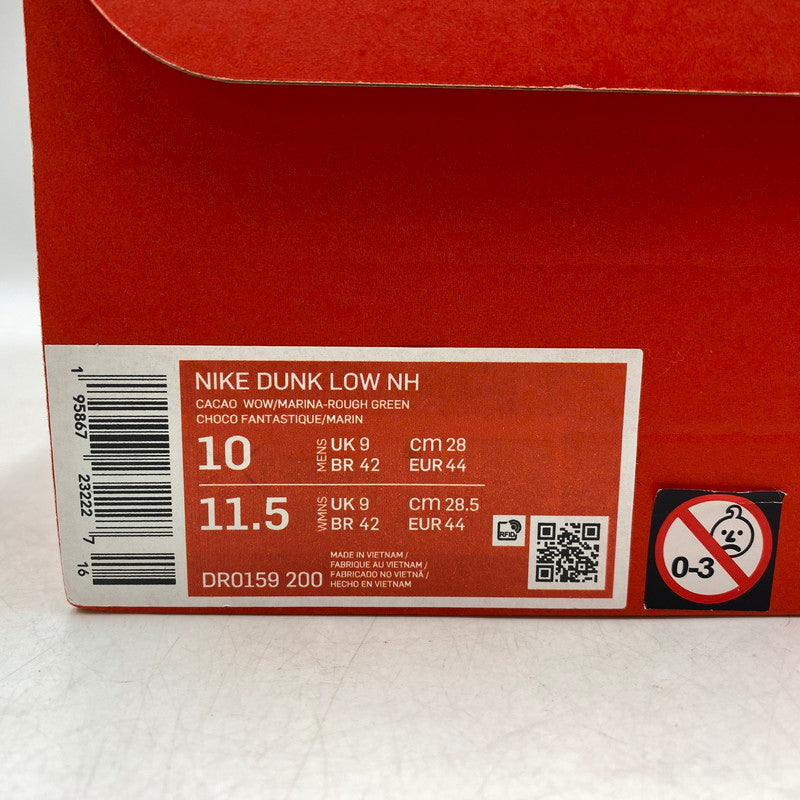 NIKE DUNK LOW NH
CACAO WOW/MARINA-ROUGH GREEN
CHOCO FANTASTIQUE/MARIN
10 MENS UK 9 cm 28
BR 42 EUR 44
11.5 WMNS UK 9 cm 28.5
BR 42 EUR 44
DR0159 200
MADE IN VIETNAM /
FABRIQUE AU VIETNAM /
FABRICADO NO VIETNÃ /
HECHO EN VIETNAM
RFID
1 95867 23222 7 16
0-3